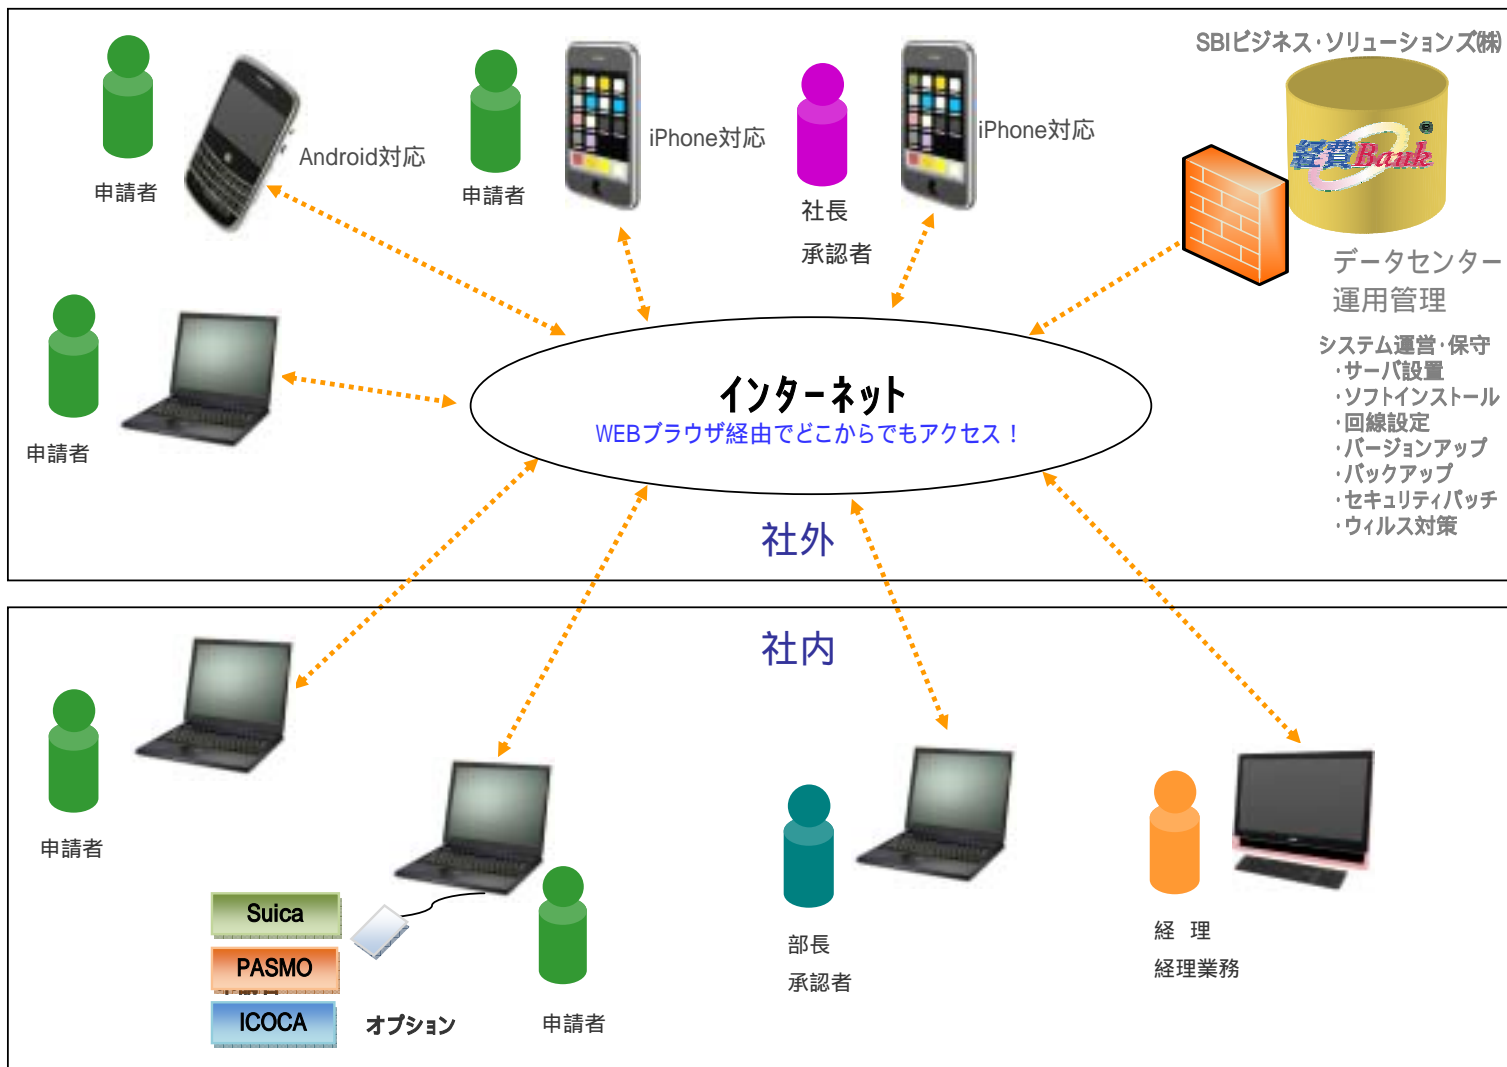 SBIビジネス・ソリューションズ㈱
経費Bank®
Android対応
iPhone対応
iPhone対応
申請者
申請者
社長
承認者
データセンター
運用管理
申請者
システム運営・保守
・サーバ設置
・ソフトインストール
・回線設定
・バージョンアップ
・バックアップ
・セキュリティパッチ
・ウィルス対策
インターネット
WEBブラウザ経由でどこからでもアクセス！
社外
社内
申請者
Suica
PASMO
ICOCA
オプション
申請者
部長
承認者
経 理
経理業務